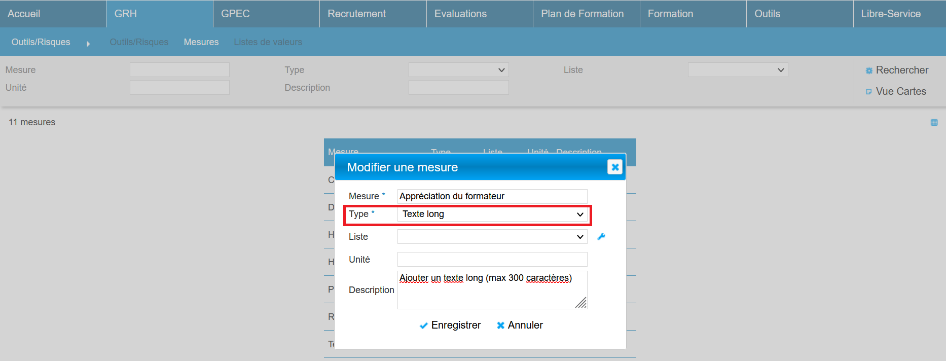 Accueil GRH GPEC Recrutement Evaluations Plan de Formation Formation Outils Libre-Service
Outils/Risques Outils/Risques Mesures Listes de valeurs
Mesure Type Liste Rechercher
Unité Description Vue Cartes
11 mesures
Mesure Type Liste Unité Description
Modifier une mesure
C
Mesure * Appréciation du formateur
D
Type * Texte long
H
Liste
H
Unité
P
Ajouter un texte long (max 300 caractères)
Description
R
Enregistrer Annuler
Te